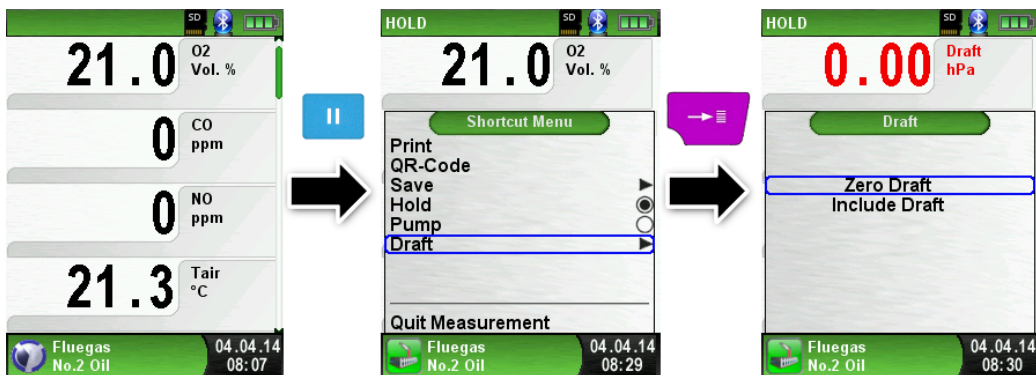 SD
21.0 O2 Vol. %
0 CO ppm
0 NO ppm
21.3 Tair °C
Fluegas 04.04.14
No.2 Oil 08:07
HOLD SD
21.0 O2 Vol. %
Shortcut Menu
Print
QR-Code
Save
Hold
Pump
Draft
Quit Measurement
Fluegas 04.04.14
No.2 Oil 08:29
HOLD SD
0.00 Draft hPa
Draft
Zero Draft
Include Draft
Fluegas 04.04.14
No.2 Oil 08:30